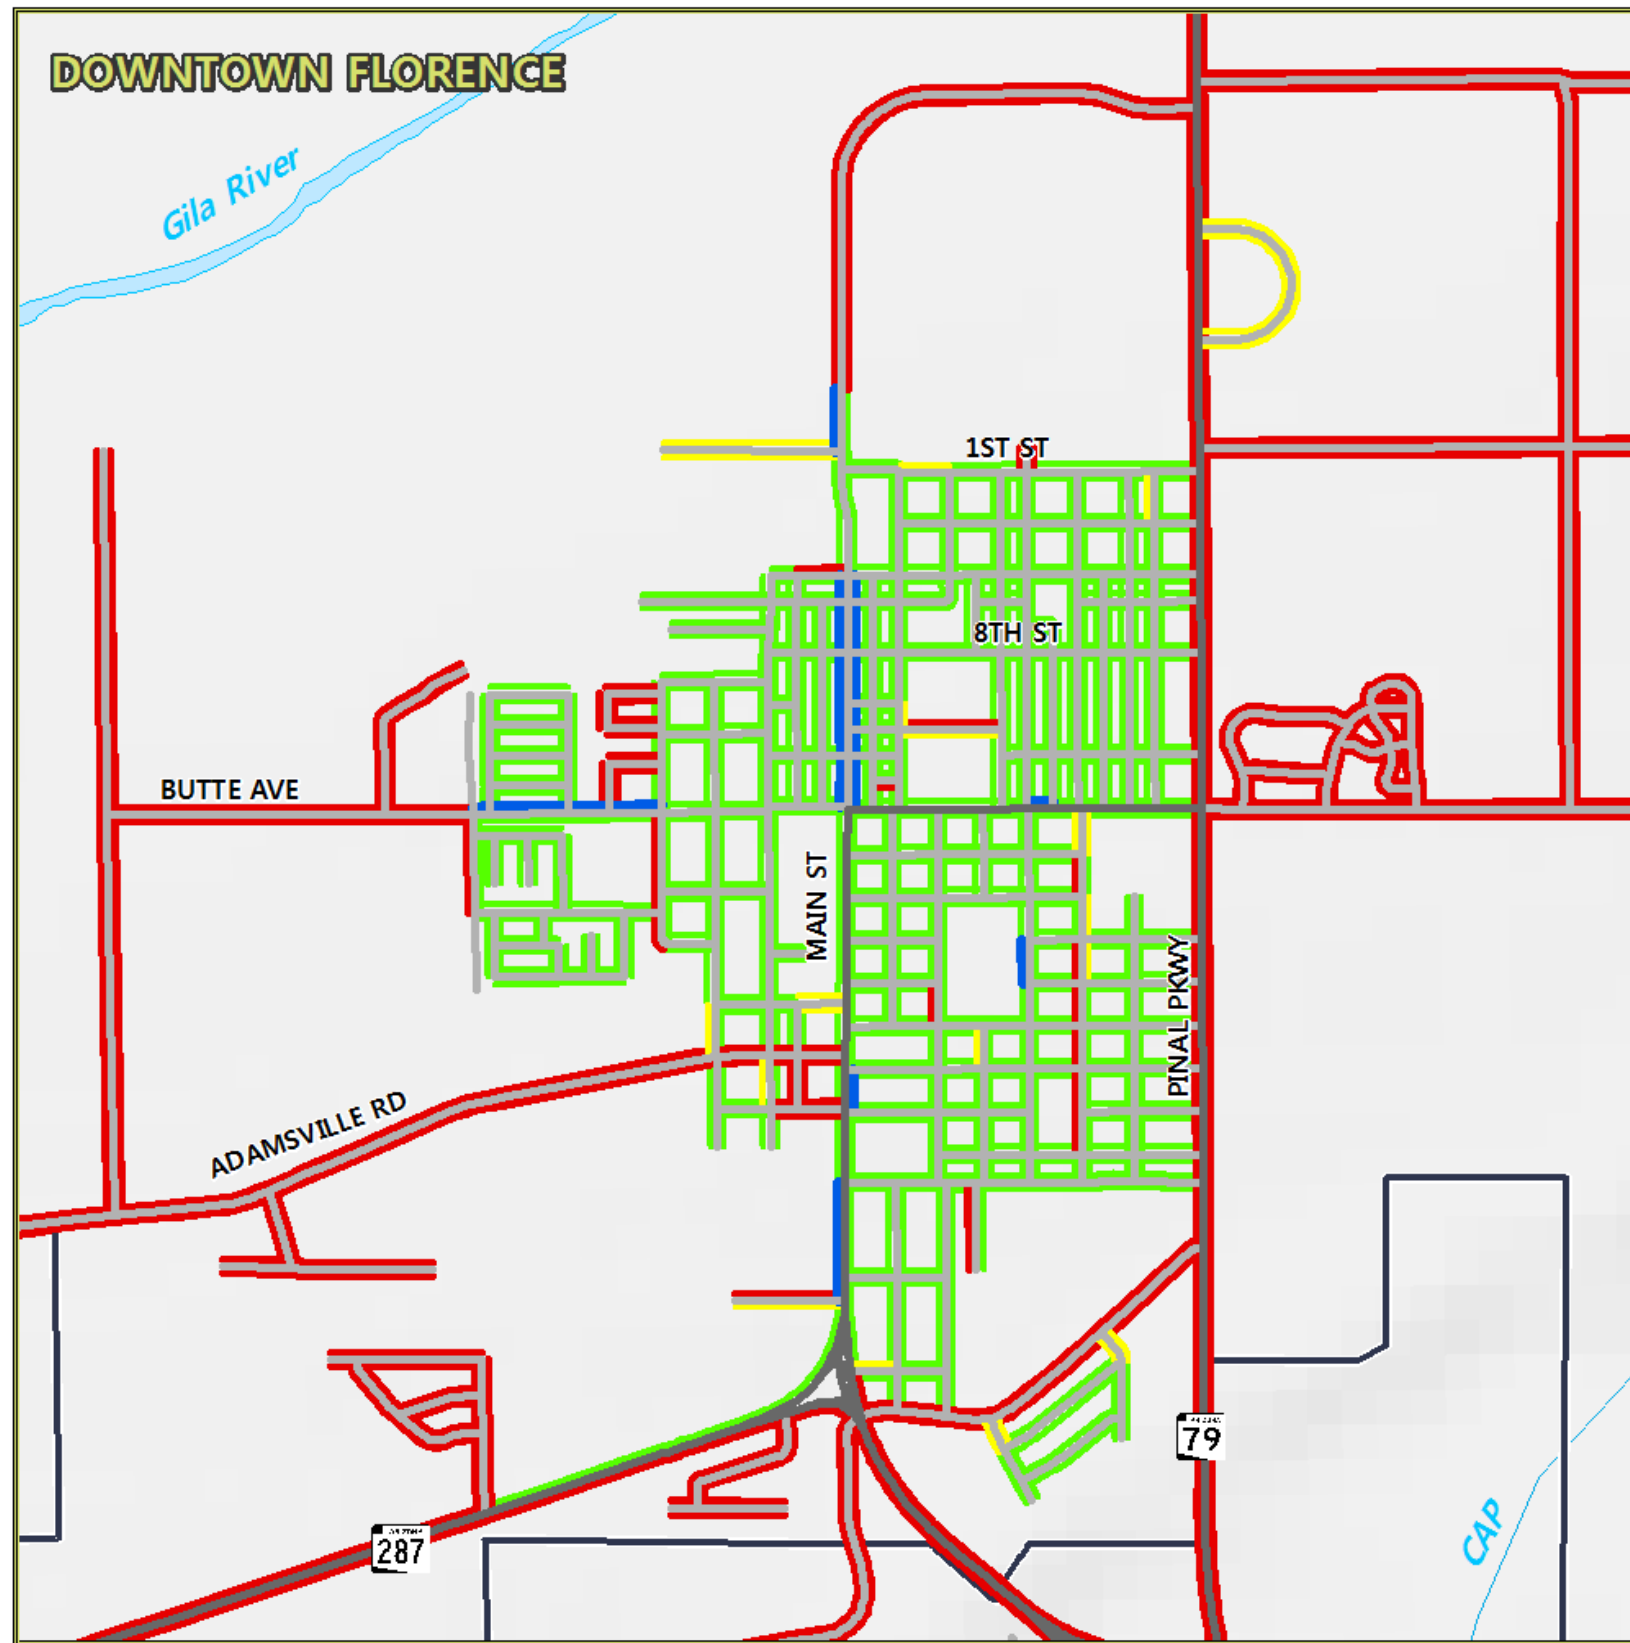 DOWNTOWN FLORENCE
Gila River
1ST ST
8TH ST
BUTTE AVE
MAIN ST
PINAL PKWY
ADAMSVILLE RD
79
287
CAP